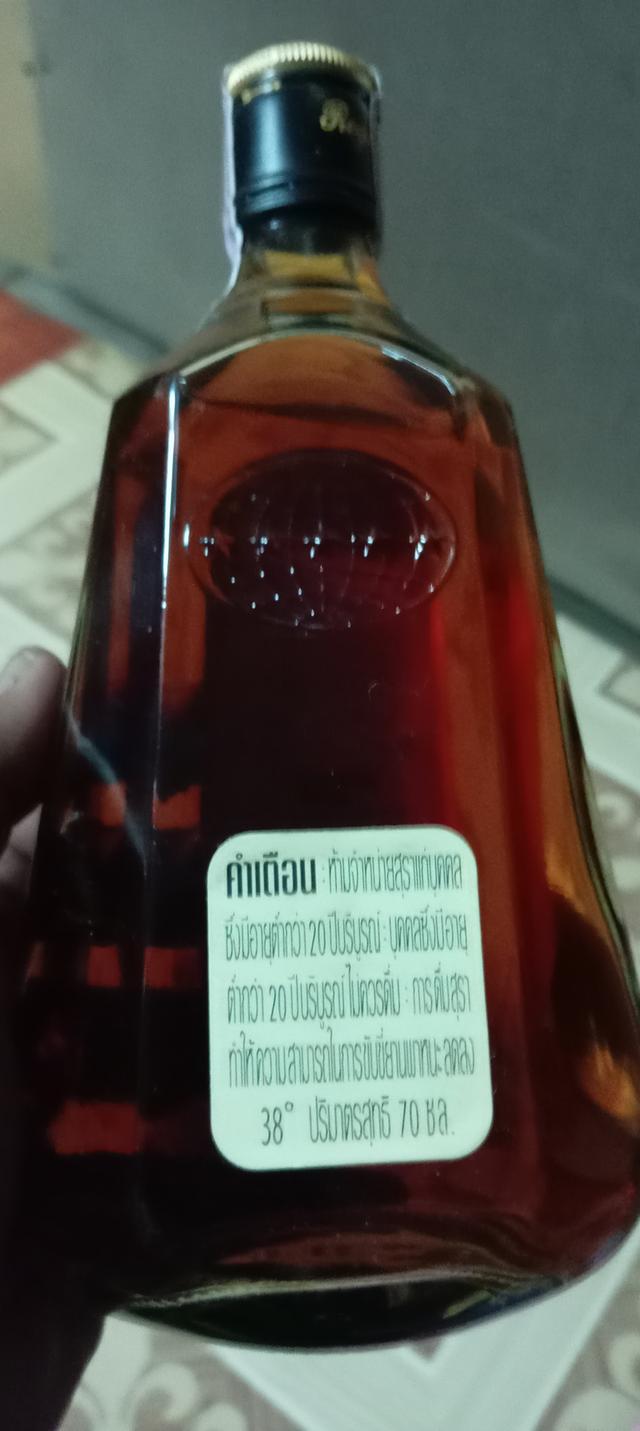 คำเตือน : ห้ามจำหน่ายสุราแก่บุคคล
ซึ่งมีอายุต่ำกว่า 20 ปีบริบูรณ์ : บุคคลซึ่งมีอายุ
ต่ำกว่า 20 ปีบริบูรณ์ ไม่ควรดื่ม : การดื่มสุรา
ทำให้ความสามารถในการขับขี่ยานพาหนะลดลง
38° ปริมาตรสุทธิ 70 ซล.